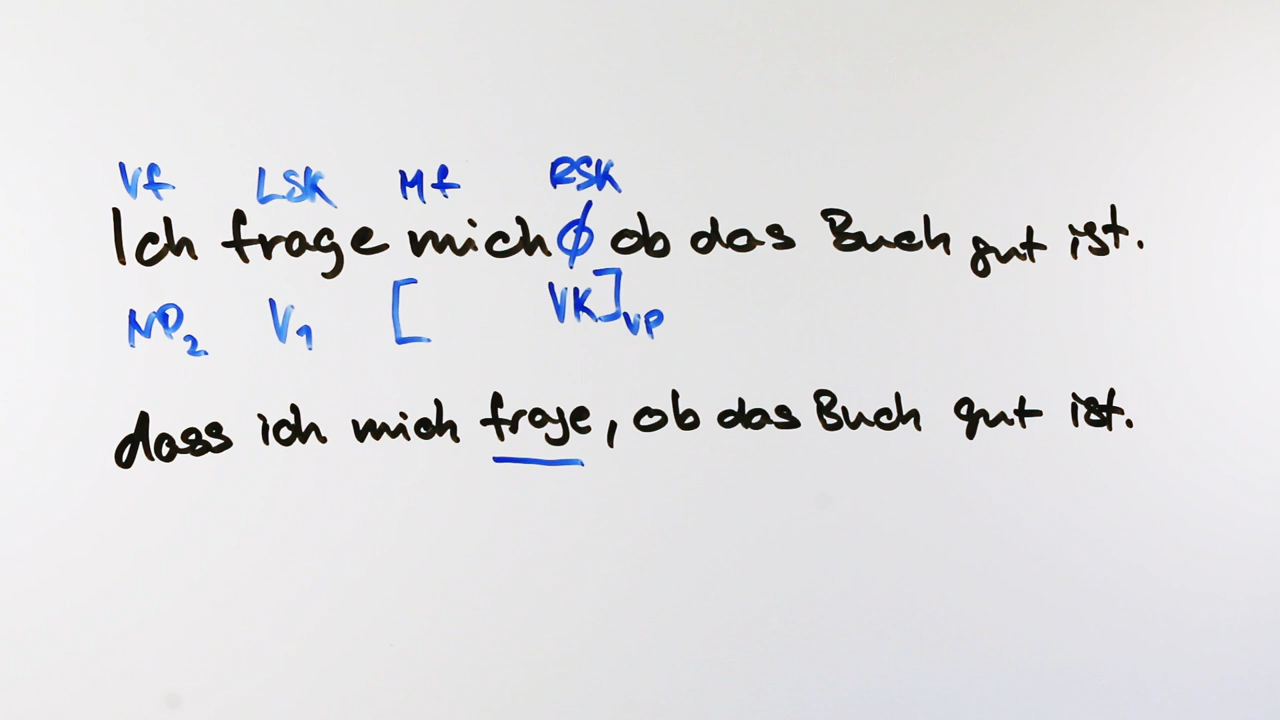 Vf LSK Mf RSK
Ich frage mich ∅ ob das Buch gut ist.
NP2 V1 [ VK]VP
dass ich mich frage, ob das Buch gut ist.